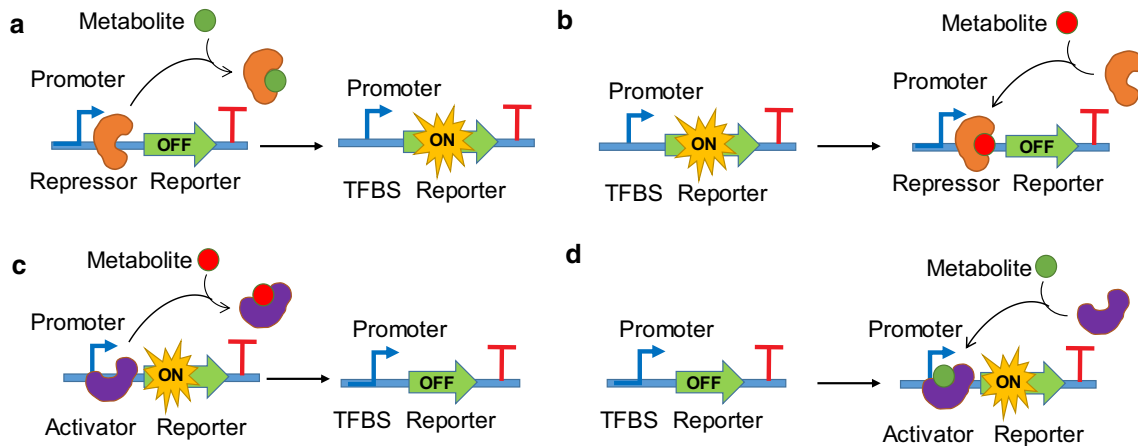 a
Metabolite
Promoter
OFF
Repressor Reporter
Promoter
ON
TFBS Reporter
b
Promoter
ON
TFBS Reporter
Metabolite
Promoter
OFF
Repressor Reporter
c
Metabolite
Promoter
ON
Activator Reporter
Promoter
OFF
TFBS Reporter
d
Promoter
OFF
TFBS Reporter
Metabolite
Promoter
ON
Activator Reporter